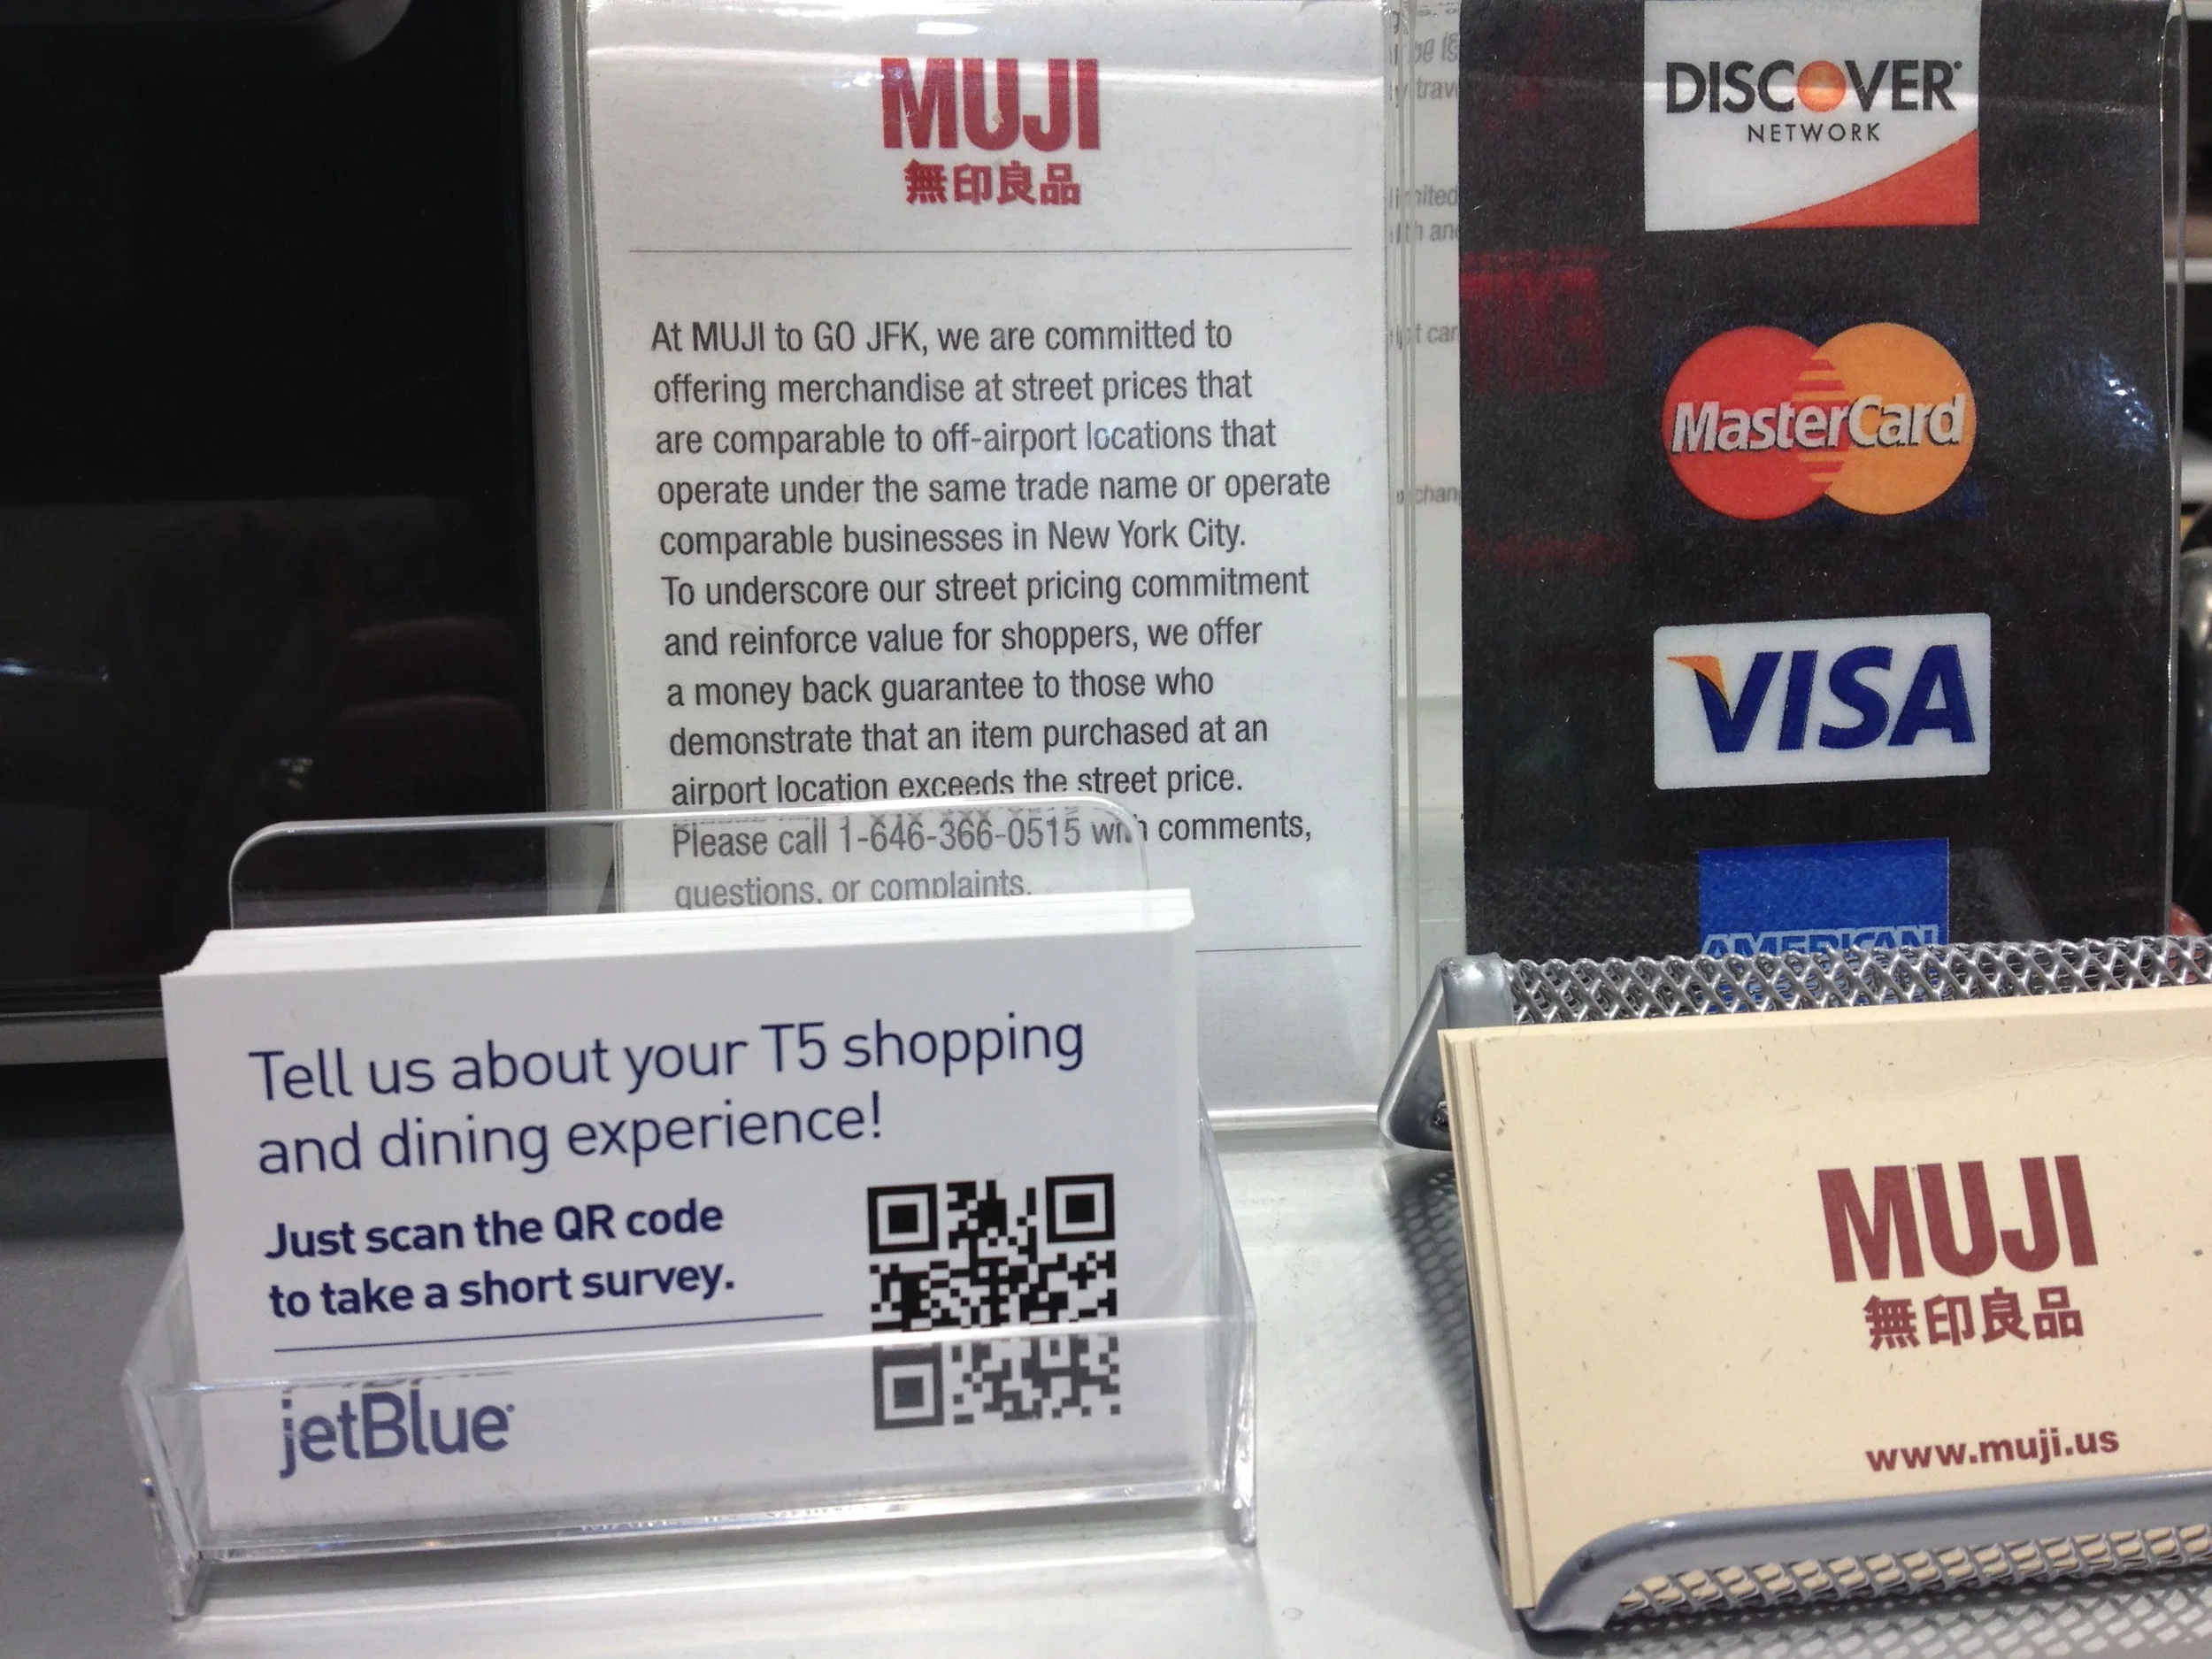 MUJI
無印良品
At MUJI to GO JFK, we are committed to
offering merchandise at street prices that
are comparable to off-airport locations that
operate under the same trade name or operate
comparable businesses in New York City.
To underscore our street pricing commitment
and reinforce value for shoppers, we offer
a money back guarantee to those who
demonstrate that an item purchased at an
airport location exceeds the street price.
Please call 1-646-366-0515 with comments,
questions, or complaints.
DISCOVER
NETWORK
MasterCard
VISA
AMERICAN
Tell us about your T5 shopping
and dining experience!
Just scan the QR code
to take a short survey.
jetBlue
MUJI
無印良品
www.muji.us